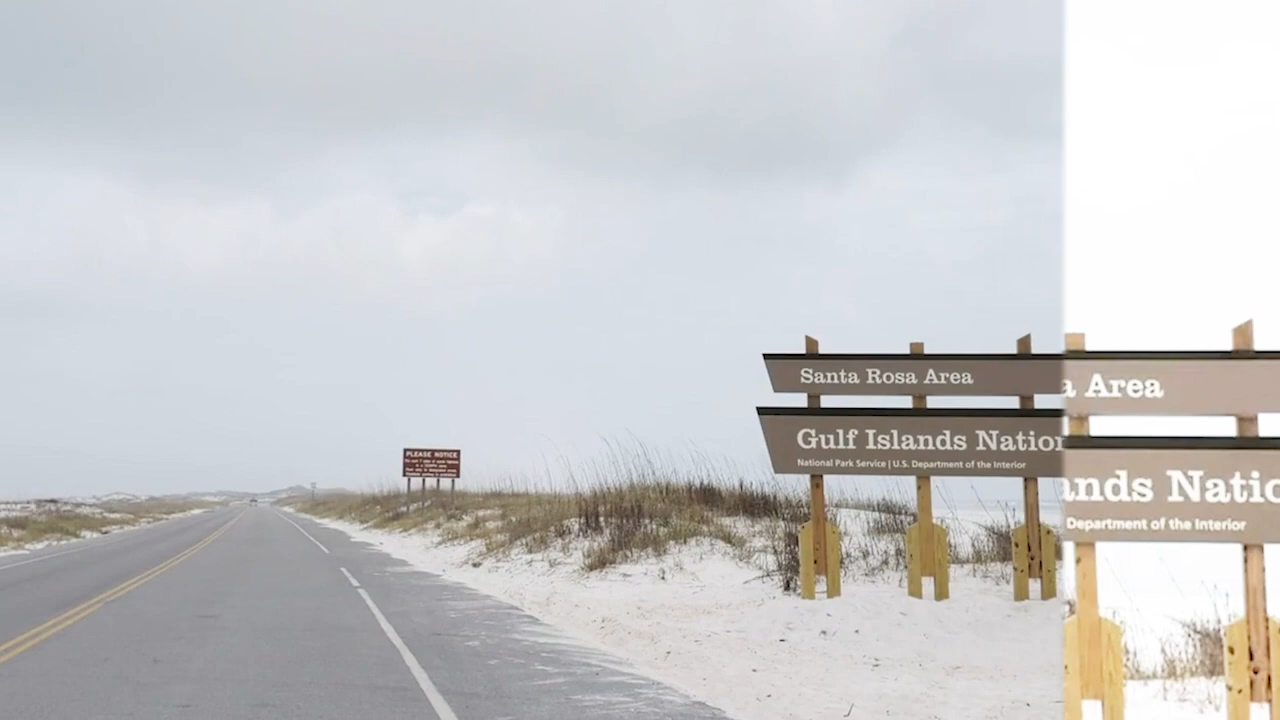 PLEASE NOTICE
Santa Rosa Area
Gulf Islands Nation
National Park Service | U.S. Department of the Interior
a Area
ands Natio
Department of the Interior